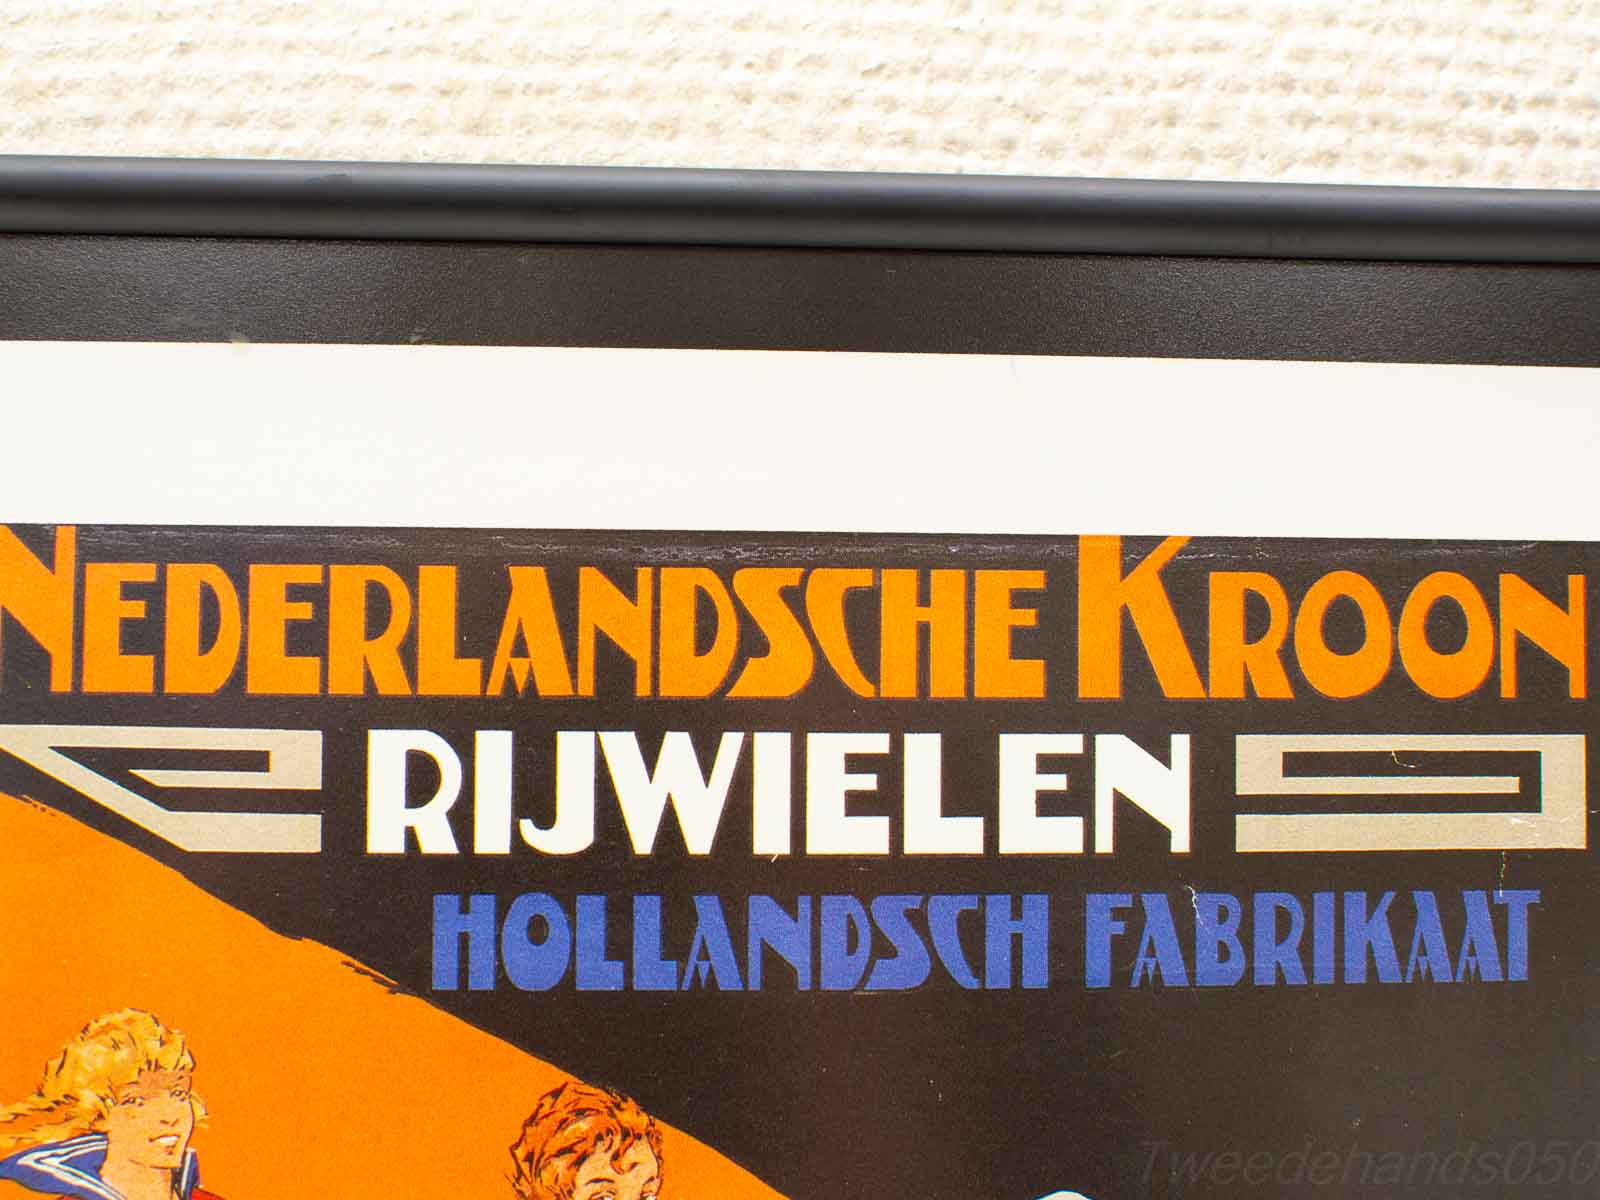 NEDERLANDSCHE KROON
RIJWIELEN
HOLLANDSCH FABRIKAAT
Tweedehands050